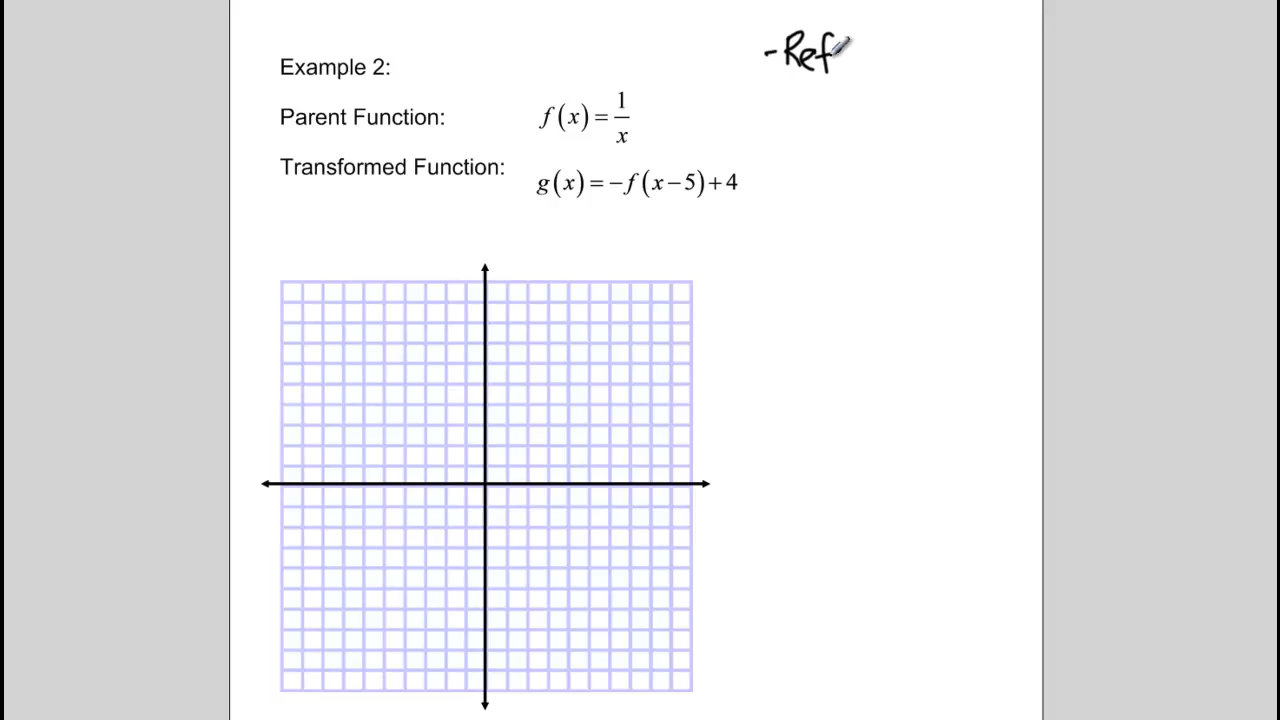 -Ref
Example 2:
Parent Function: f(x) = 1/x
Transformed Function: g(x) = -f(x-5)+4